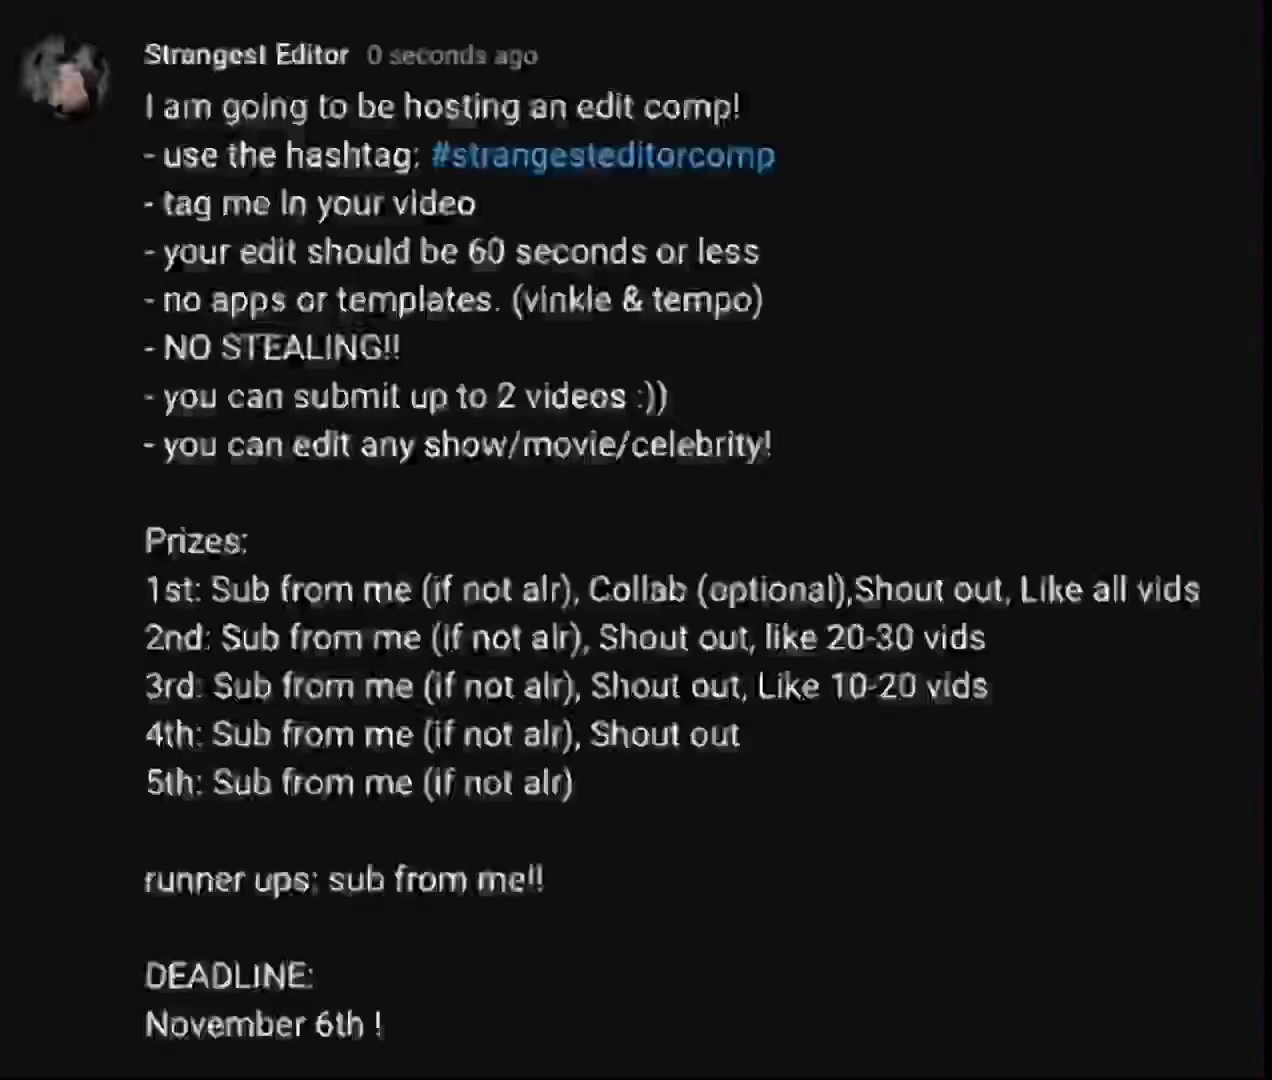 Strangest Editor 0 seconds ago
I am going to be hosting an edit comp!
- use the hashtag: #strangesteditorcomp
- tag me in your video
- your edit should be 60 seconds or less
- no apps or templates. (vinkle & tempo)
- NO STEALING!!
- you can submit up to 2 videos :))
- you can edit any show/movie/celebrity!
Prizes:
1st: Sub from me (if not alr), Collab (optional),Shout out, Like all vids
2nd: Sub from me (if not alr), Shout out, like 20-30 vids
3rd: Sub from me (if not alr), Shout out, Like 10-20 vids
4th: Sub from me (if not alr), Shout out
5th: Sub from me (if not alr)
runner ups: sub from me!!
DEADLINE:
November 6th !